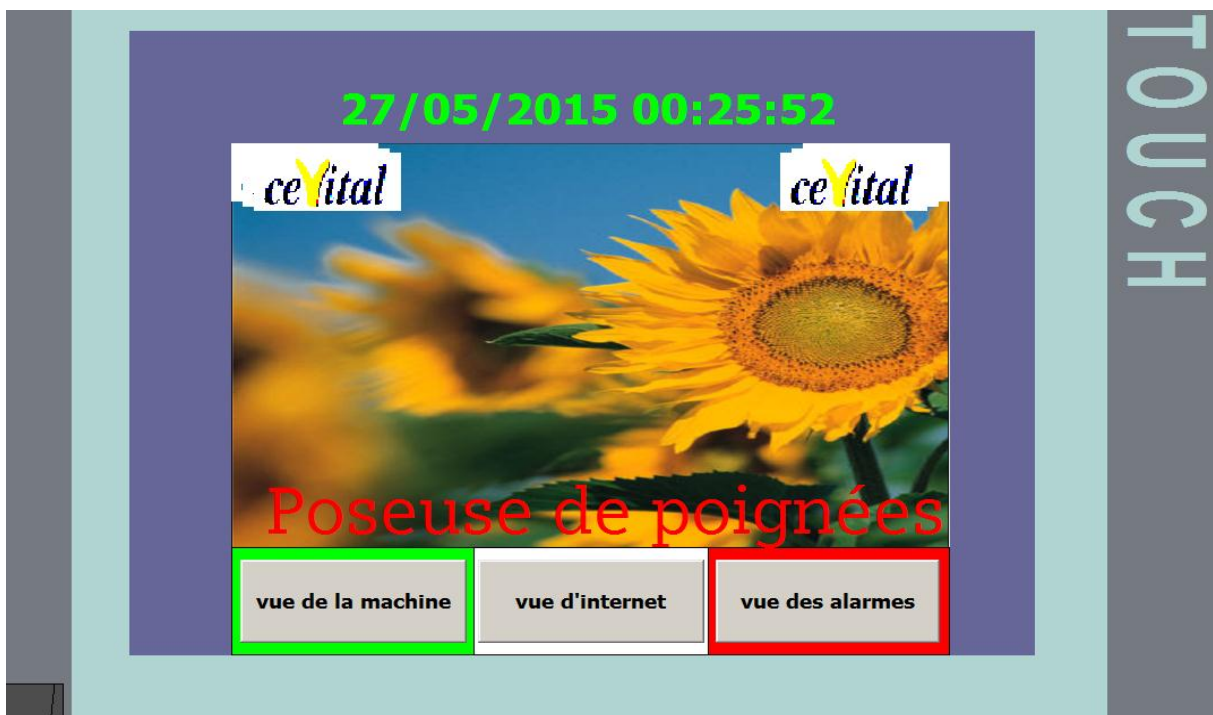 27/05/2015 00:25:52
ceVital
ceVital
Poseuse de poignées
vue de la machine
vue d'internet
vue des alarmes
TOUCH